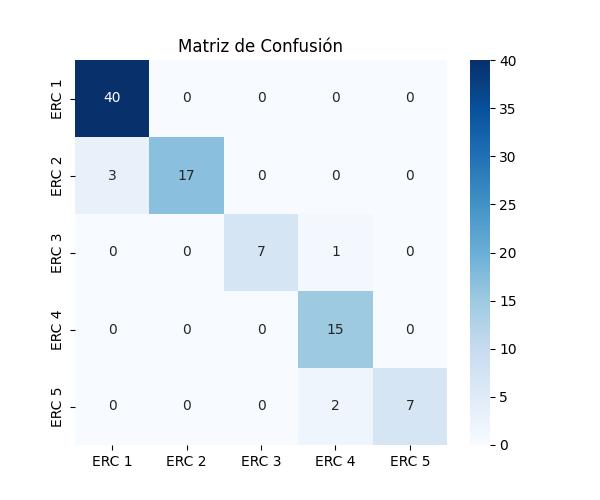 Matriz de Confusión
ERC 1 40 0 0 0 0
ERC 2 3 17 0 0 0
ERC 3 0 0 7 1 0
ERC 4 0 0 0 15 0
ERC 5 0 0 0 2 7
ERC 1 ERC 2 ERC 3 ERC 4 ERC 5
40
35
30
25
20
15
10
5
0